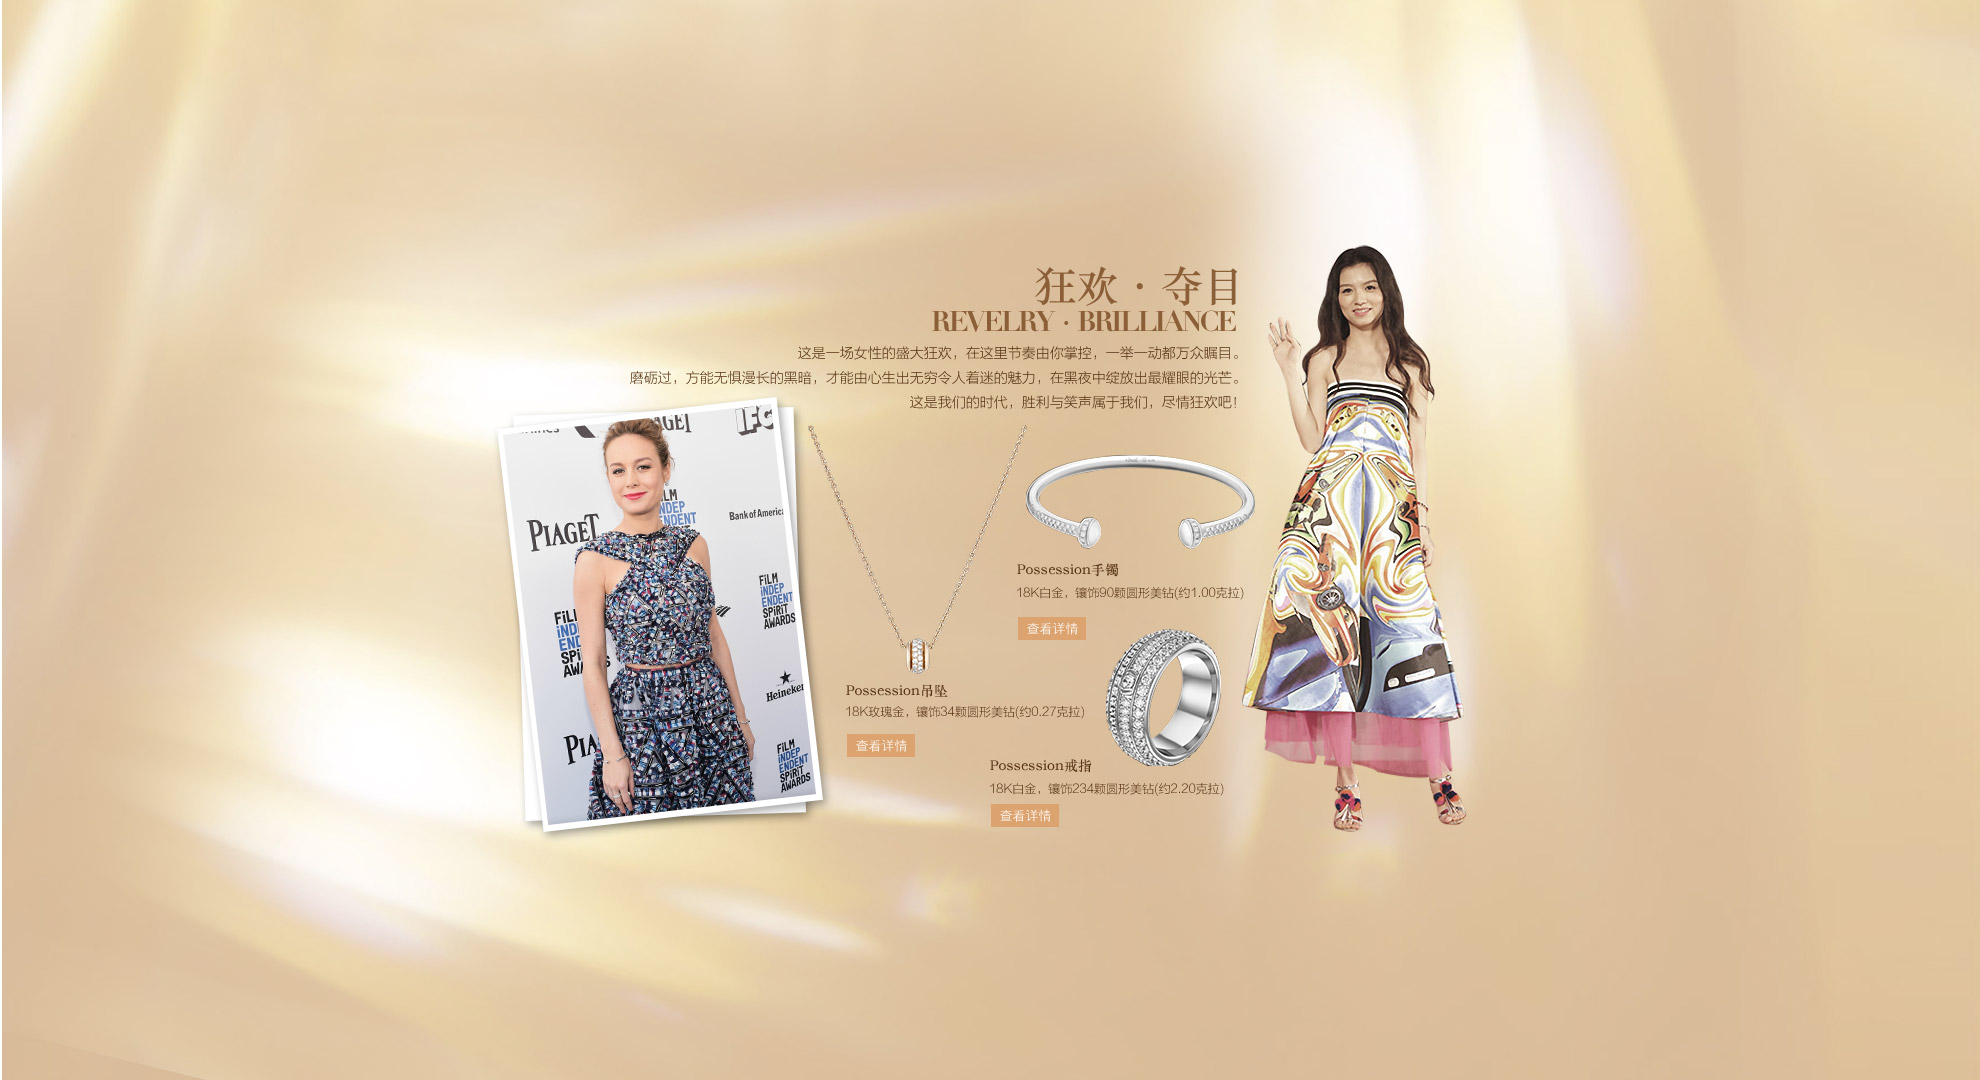 狂欢 · 夺目
REVELRY · BRILLIANCE
这是一场女性的盛大狂欢，在这里节奏由你掌控，一举一动都万众瞩目。
磨砺过，方能无惧漫长的黑暗，才能由心生出无穷令人着迷的魅力，在黑夜中绽放出最耀眼的光芒。
这是我们的时代，胜利与笑声属于我们，尽情狂欢吧！
IFC
PIAGET
FiLM
iNDEP
ENDENT
Bank of America
FiLM
iNDEP
ENDENT
SPiRiT
AWARDS
Heineken
FiLM
iNDEP
ENDENT
SPiRiT
AWARDS
Possession手镯
18K白金，镶饰90颗圆形美钻(约1.00克拉)
查看详情
Possession吊坠
18K玫瑰金，镶饰34颗圆形美钻(约0.27克拉)
查看详情
Possession戒指
18K白金，镶饰234颗圆形美钻(约2.20克拉)
查看详情